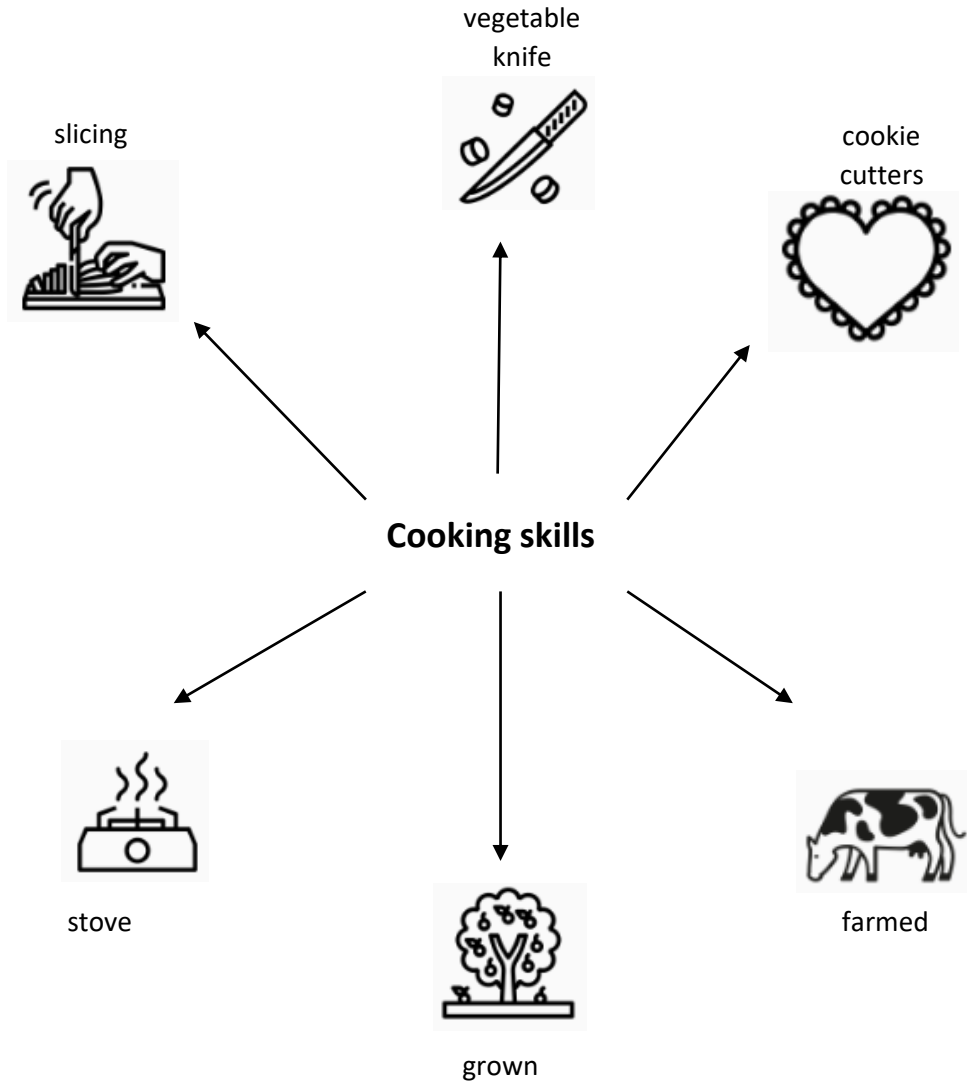 vegetable
knife
slicing
cookie
cutters
Cooking skills
stove
farmed
grown